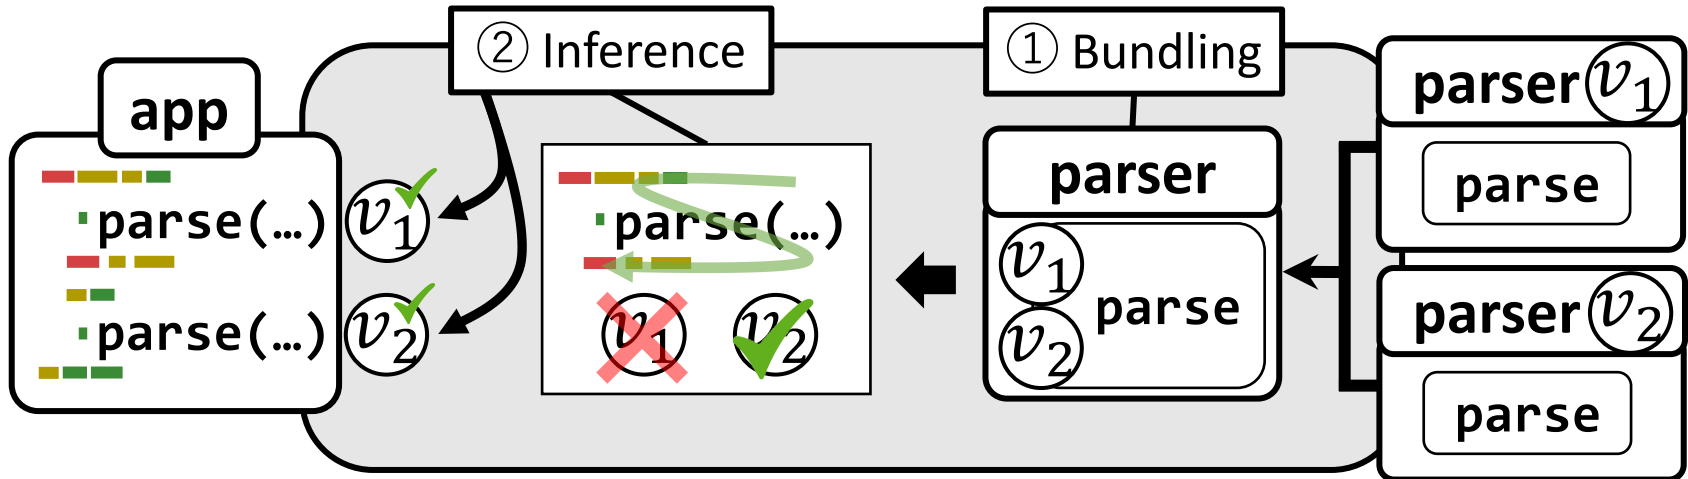 ② Inference
① Bundling
app
parse(…) v1
parse(…) v2
parse(…)
v1 v2
parser
v1
v2
parse
parser v1
parse
parser v2
parse